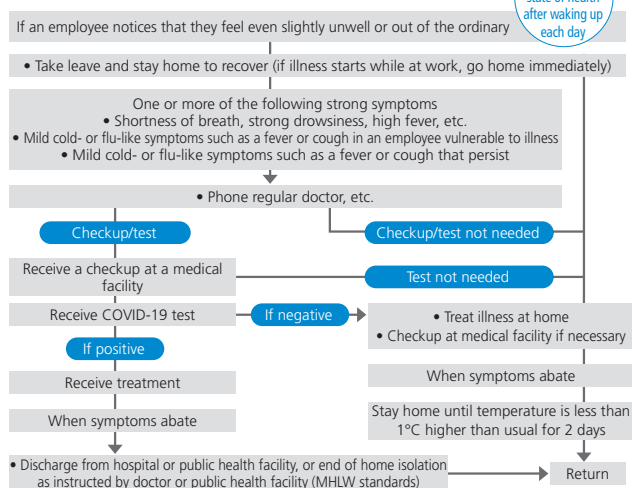 state of health
after waking up
each day
If an employee notices that they feel even slightly unwell or out of the ordinary
• Take leave and stay home to recover (if illness starts while at work, go home immediately)
One or more of the following strong symptoms
• Shortness of breath, strong drowsiness, high fever, etc.
• Mild cold- or flu-like symptoms such as a fever or cough in an employee vulnerable to illness
• Mild cold- or flu-like symptoms such as a fever or cough that persist
• Phone regular doctor, etc.
Checkup/test
Checkup/test not needed
Receive a checkup at a medical
facility
Test not needed
Receive COVID-19 test
If negative
• Treat illness at home
• Checkup at medical facility if necessary
If positive
Receive treatment
When symptoms abate
When symptoms abate
Stay home until temperature is less than
1°C higher than usual for 2 days
• Discharge from hospital or public health facility, or end of home isolation
as instructed by doctor or public health facility (MHLW standards)
Return